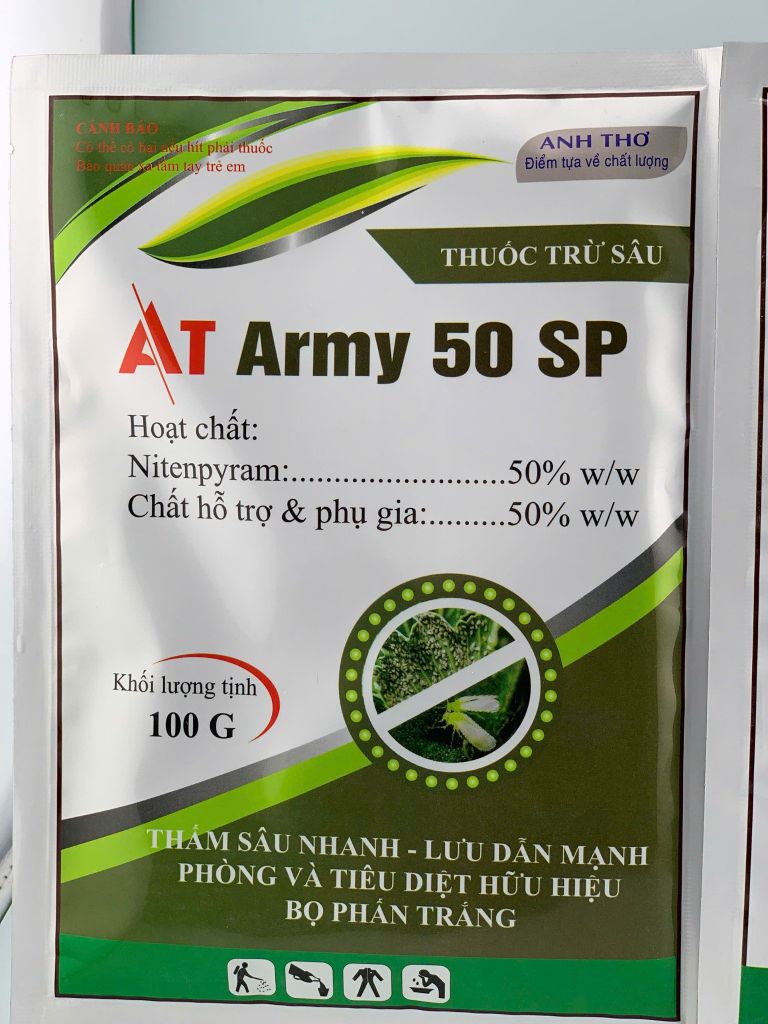 CẢNH BÁO
Có thể có hại nếu hít phải thuốc
Bảo quản xa tầm tay trẻ em
ANH THƠ
Điểm tựa về chất lượng
THUỐC TRỪ SÂU
AT Army 50 SP
Hoạt chất:
Nitenpyram:..........................50% w/w
Chất hỗ trợ & phụ gia:.........50% w/w
Khối lượng tịnh
100 G
THẤM SÂU NHANH - LƯU DẪN MẠNH
PHÒNG VÀ TIÊU DIỆT HỮU HIỆU
BỌ PHẤN TRẮNG